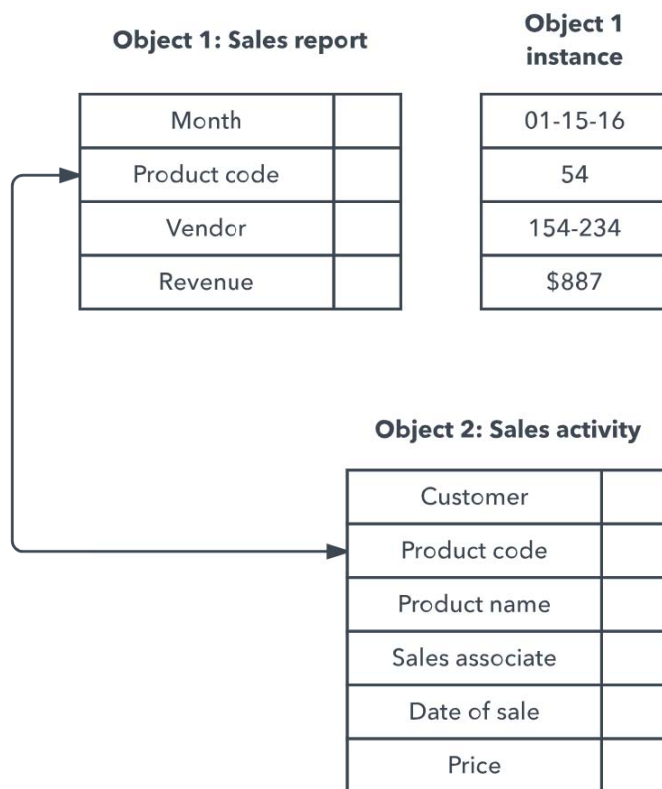 Object 1: Sales report
Object 1
instance
Month
01-15-16
Product code
54
Vendor
154-234
Revenue
$887
Object 2: Sales activity
Customer
Product code
Product name
Sales associate
Date of sale
Price